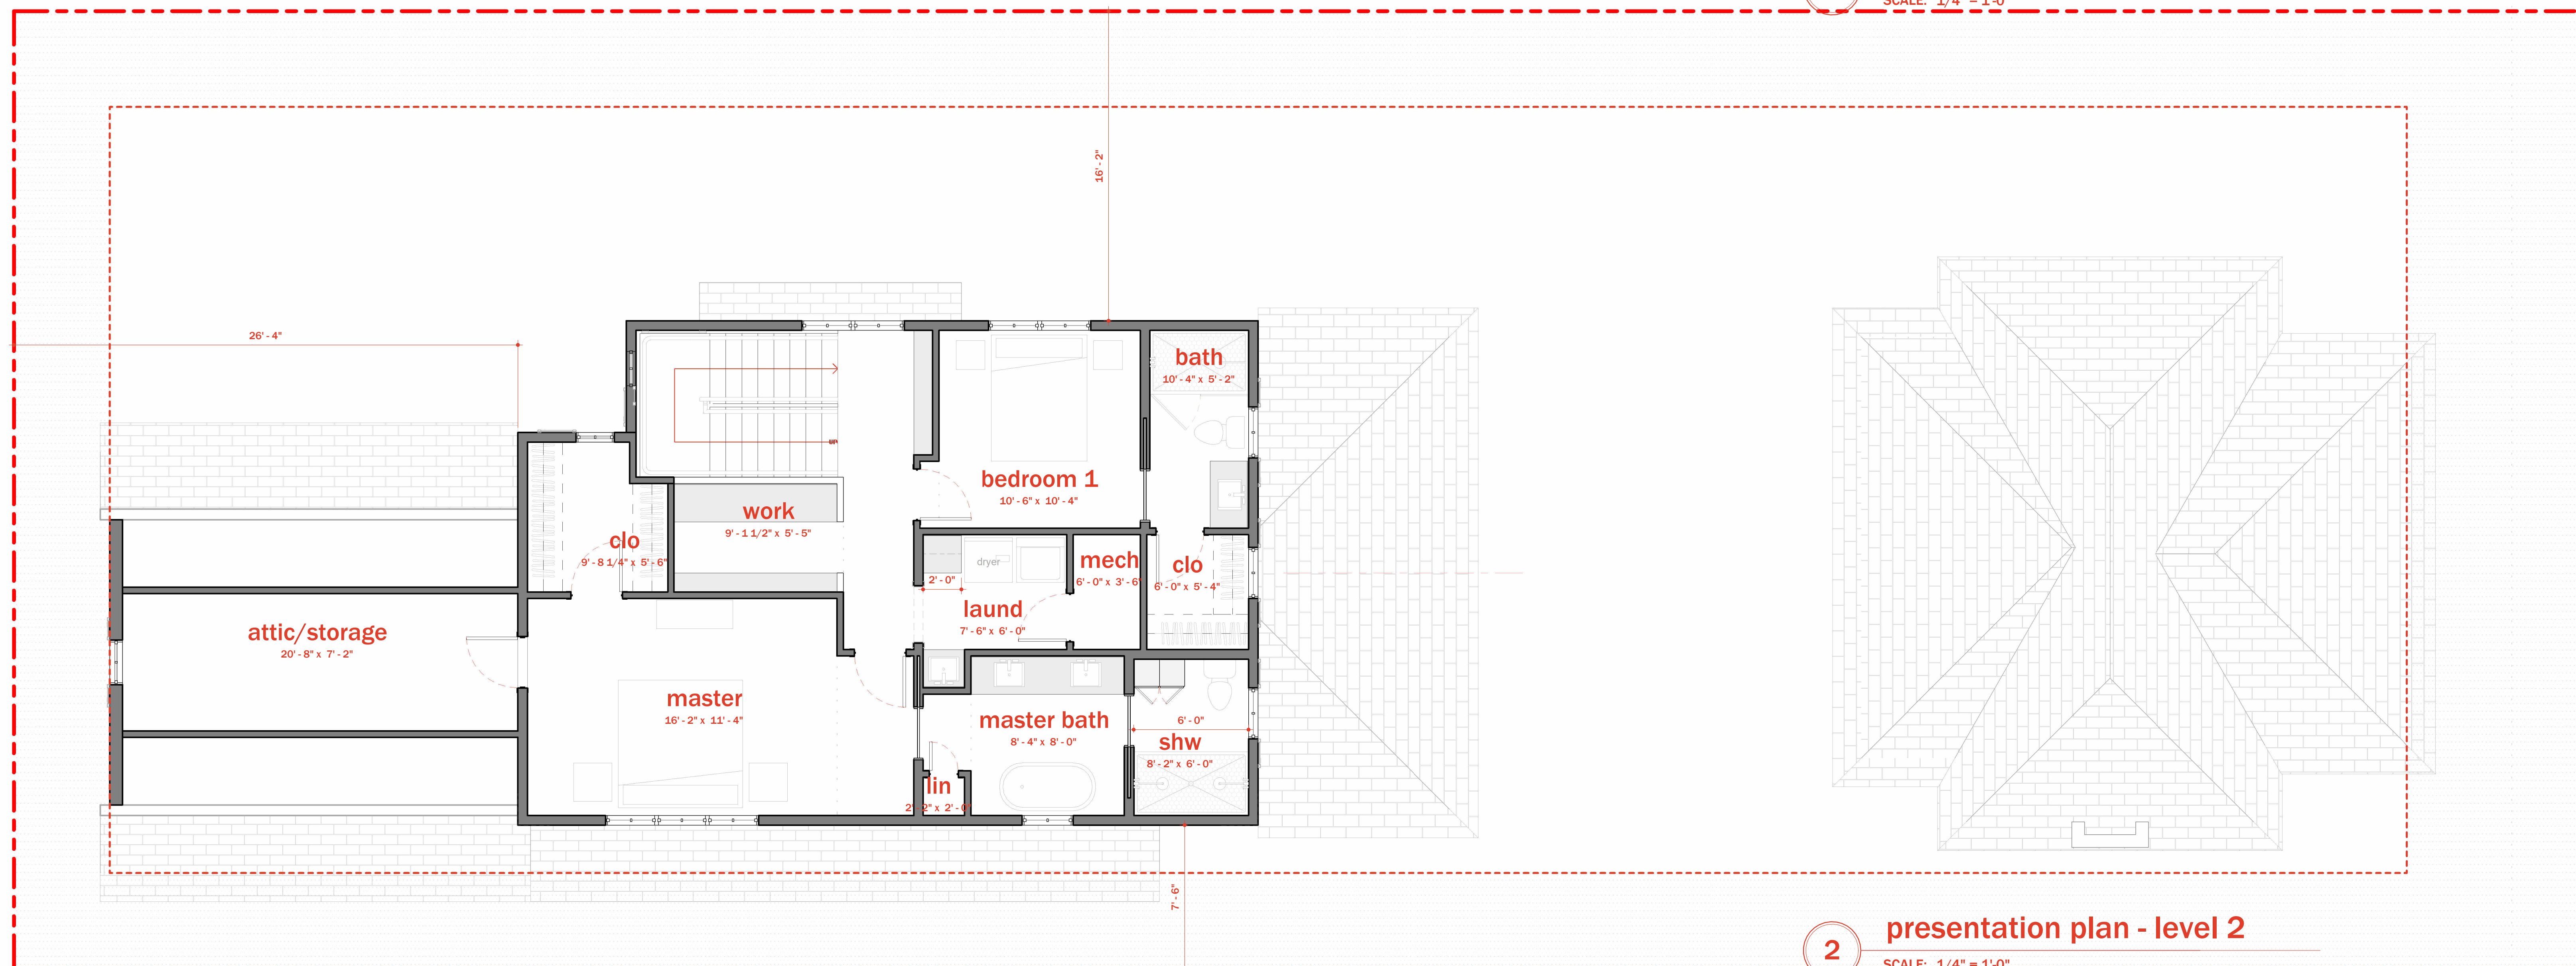 SCALE: 1/4" = 1'-0"
16' - 2"
26' - 4"
bath
10' - 4" x 5' - 2"
bedroom 1
10' - 6" x 10' - 4"
UP
work
9' - 1 1/2" x 5' - 5"
clo
9' - 8 1/4" x 5' - 6"
dryer
2' - 0"
mech
6' - 0" x 3' - 6"
clo
6' - 0" x 5' - 4"
laund
7' - 6" x 6' - 0"
attic/storage
20' - 8" x 7' - 2"
master
16' - 2" x 11' - 4"
master bath
8' - 4" x 8' - 0"
6' - 0"
shw
8' - 2" x 6' - 0"
lin
2' - 2" x 2' - 0"
7' - 6"
2
presentation plan - level 2
SCALE: 1/4" = 1'-0"